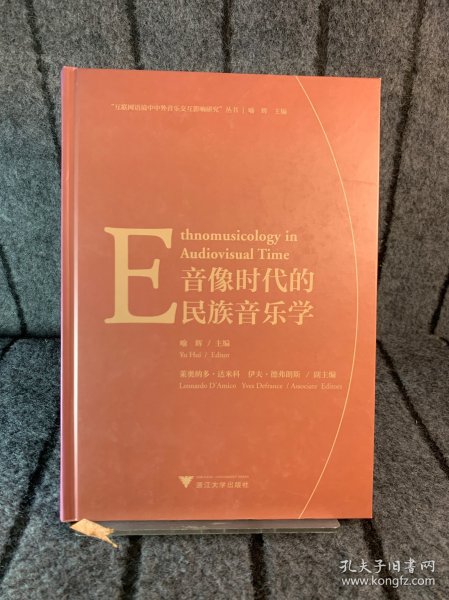 “互联网语境中中外音乐交互影响研究”丛书 | 喻 辉 主编
Ethnomusicology in
Audiovisual Time
音像时代的
民族音乐学
喻 辉 / 主编
Yu Hui / Editor
莱奥纳多·达米科 伊夫·德弗朗斯 / 副主编
Leonardo D'Amico Yves Defrance / Associate Editors
浙江大学出版社
孔夫子旧书网
www.kongfz.com